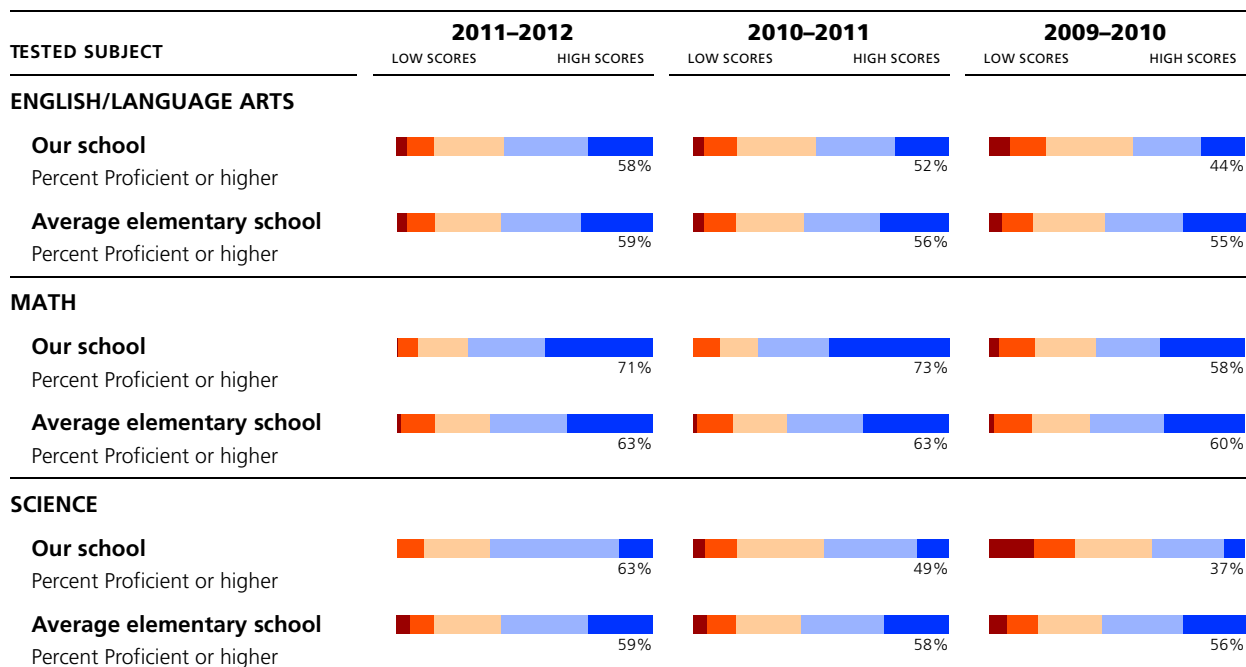 TESTED SUBJECT 2011–2012 2010–2011 2009–2010
LOW SCORES HIGH SCORES LOW SCORES HIGH SCORES LOW SCORES HIGH SCORES
ENGLISH/LANGUAGE ARTS
Our school
Percent Proficient or higher 58% 52% 44%
Average elementary school
Percent Proficient or higher 59% 56% 55%
MATH
Our school
Percent Proficient or higher 71% 73% 58%
Average elementary school
Percent Proficient or higher 63% 63% 60%
SCIENCE
Our school
Percent Proficient or higher 63% 49% 37%
Average elementary school
Percent Proficient or higher 59% 58% 56%